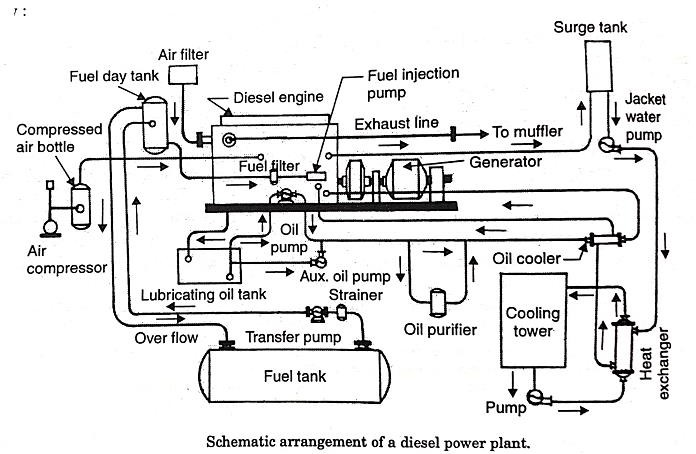 Surge tank
Air filter
Fuel day tank
Fuel injection
pump
Diesel engine
Jacket
water
pump
Compressed
air bottle
Exhaust line
To muffler
Fuel filter
Generator
Air
compressor
Oil
pump
Oil cooler
Aux. oil pump
Lubricating oil tank
Strainer
Cooling
tower
Oil purifier
Over flow
Transfer pump
Heat
exchanger
Fuel tank
Pump
Schematic arrangement of a diesel power plant.